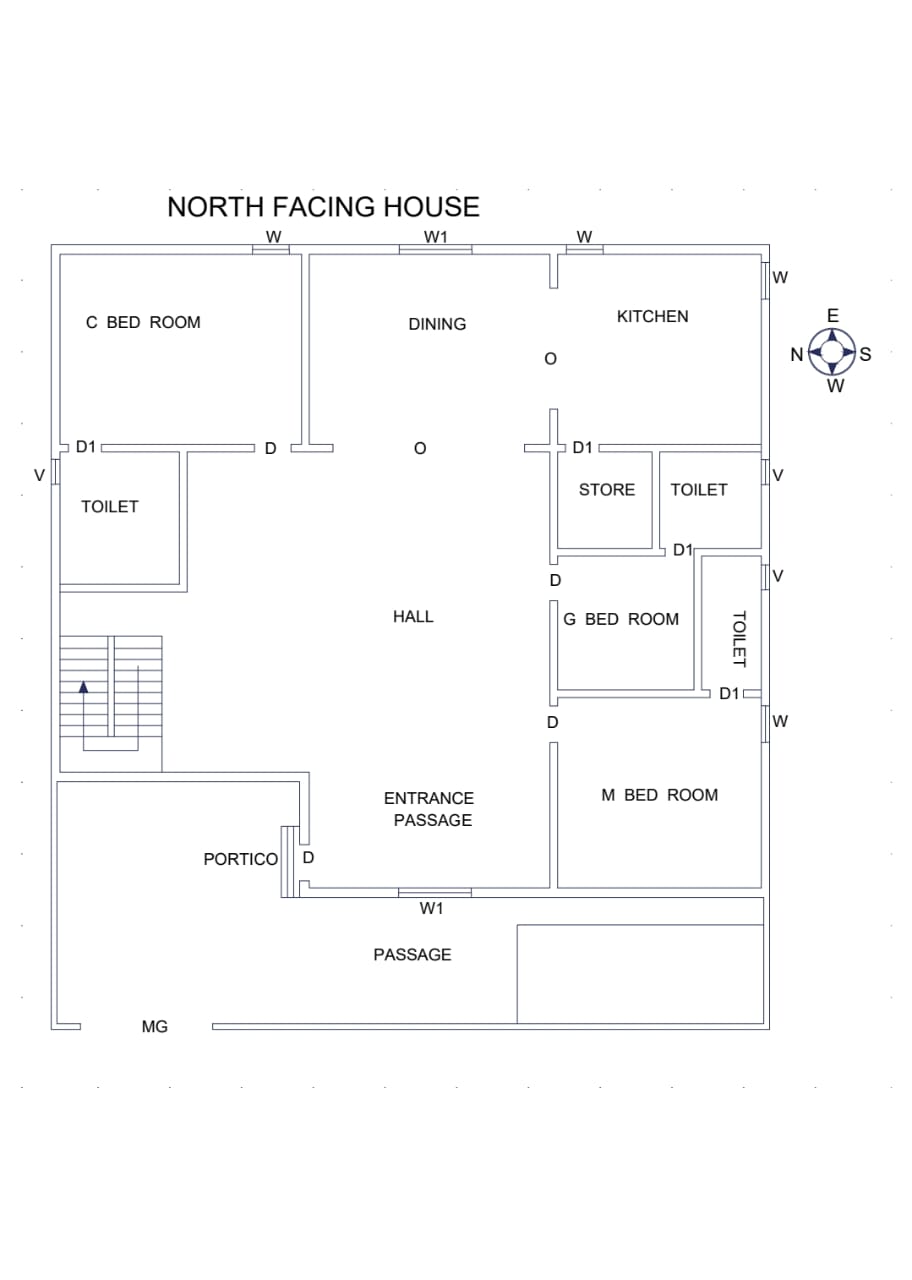 NORTH FACING HOUSE
W
W1
W
W
C BED ROOM
DINING
KITCHEN
E
N
S
W
O
D1
D
O
D1
V
TOILET
STORE
TOILET
V
D1
V
D
HALL
G BED ROOM
TOILET
D1
D
W
M BED ROOM
ENTRANCE
PASSAGE
PORTICO
D
W1
PASSAGE
MG